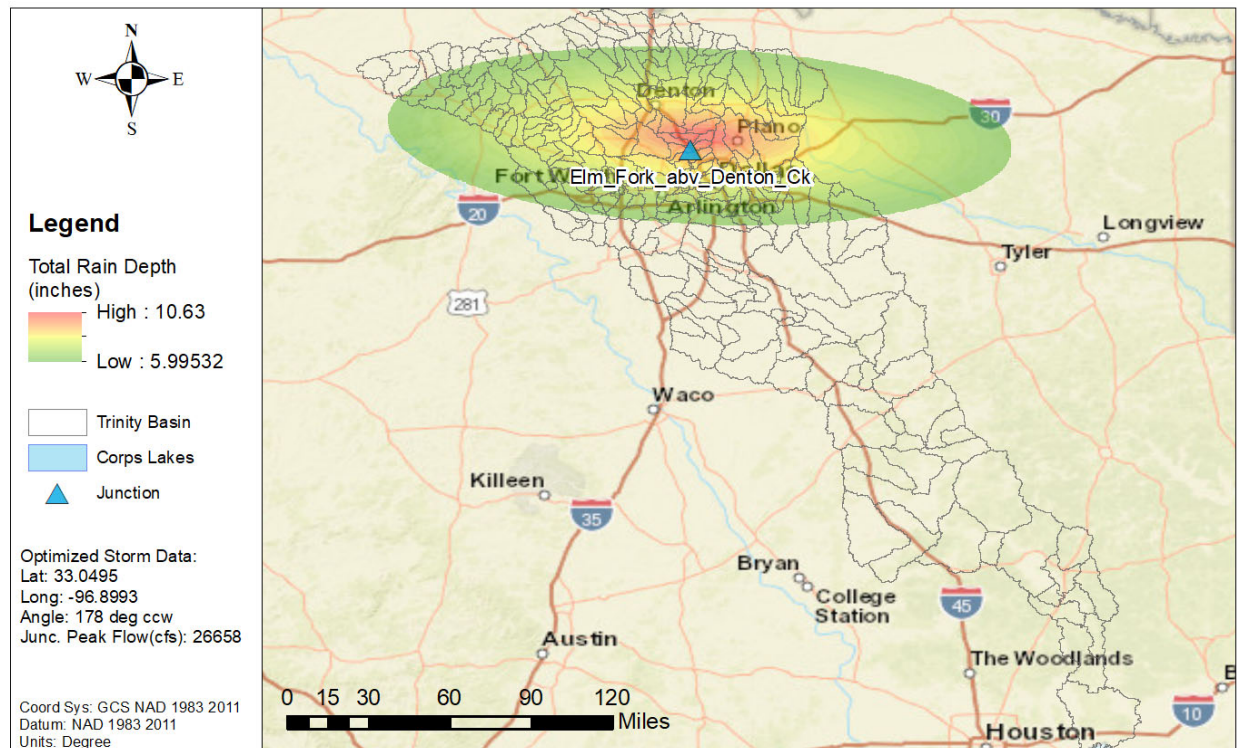 N
W
E
S
Legend
Total Rain Depth
(inches)
High : 10.63
Low : 5.99532
Trinity Basin
Corps Lakes
Junction
Optimized Storm Data:
Lat: 33.0495
Long: -96.8993
Angle: 178 deg ccw
Junc. Peak Flow(cfs): 26658
Coord Sys: GCS NAD 1983 2011
Datum: NAD 1983 2011
Units: Degree
Denton
30
Plano
Elm_Fork_abv_Denton_Ck
Fort W
Arlington
20
Longview
Tyler
281
Waco
Killeen
35
Bryan
College
Station
45
Austin
The Woodlands
B
10
Houston
0 15 30 60 90 120
Miles